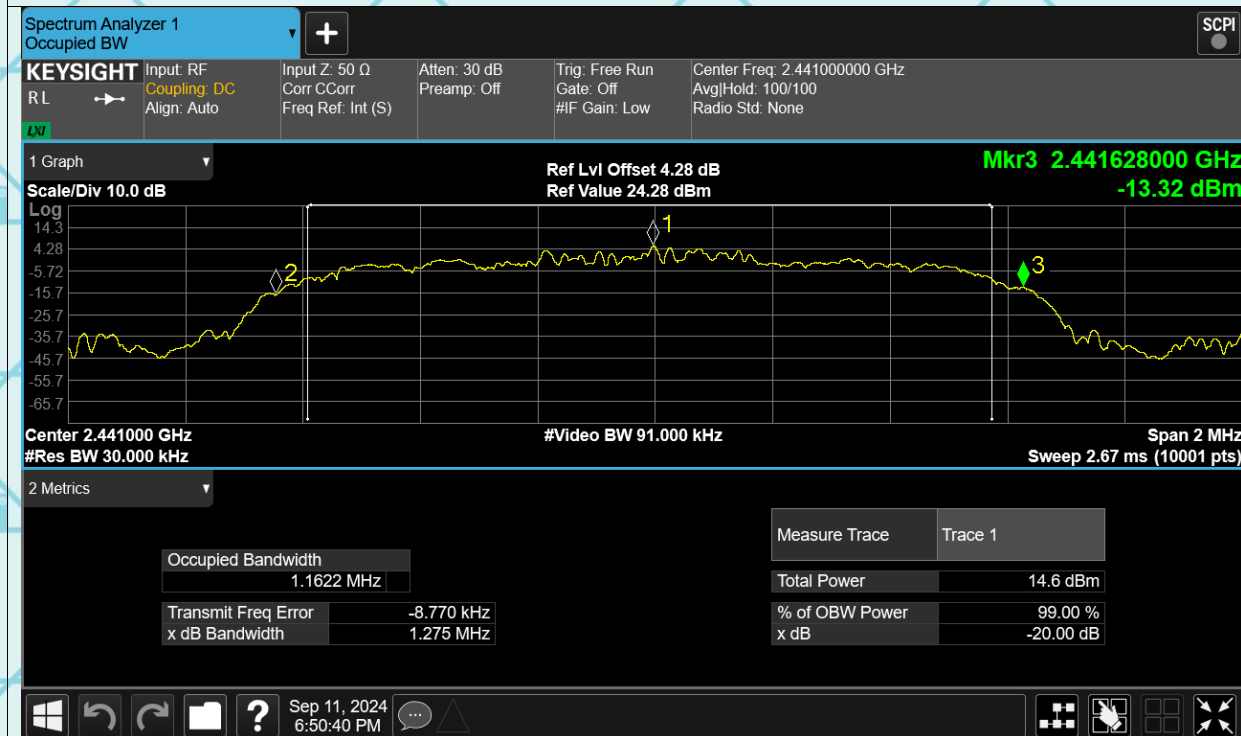 Spectrum Analyzer 1
Occupied BW
+
SCPI
KEYSIGHT
RL
LXI
Input: RF
Coupling: DC
Align: Auto
Input Z: 50 Ω
Corr CCorr
Freq Ref: Int (S)
Atten: 30 dB
Preamp: Off
Trig: Free Run
Gate: Off
#IF Gain: Low
Center Freq: 2.441000000 GHz
Avg|Hold: 100/100
Radio Std: None
1 Graph
Ref Lvl Offset 4.28 dB
Mkr3 2.441628000 GHz
Scale/Div 10.0 dB
Ref Value 24.28 dBm
-13.32 dBm
Log
14.3
4.28
-5.72
-15.7
-25.7
-35.7
-45.7
-55.7
-65.7
1
2
3
Center 2.441000 GHz
#Video BW 91.000 kHz
Span 2 MHz
#Res BW 30.000 kHz
Sweep 2.67 ms (10001 pts)
2 Metrics
Measure Trace Trace 1
Occupied Bandwidth
1.1622 MHz
Total Power 14.6 dBm
Transmit Freq Error -8.770 kHz
% of OBW Power 99.00 %
x dB Bandwidth 1.275 MHz
x dB -20.00 dB
?
Sep 11, 2024
6:50:40 PM